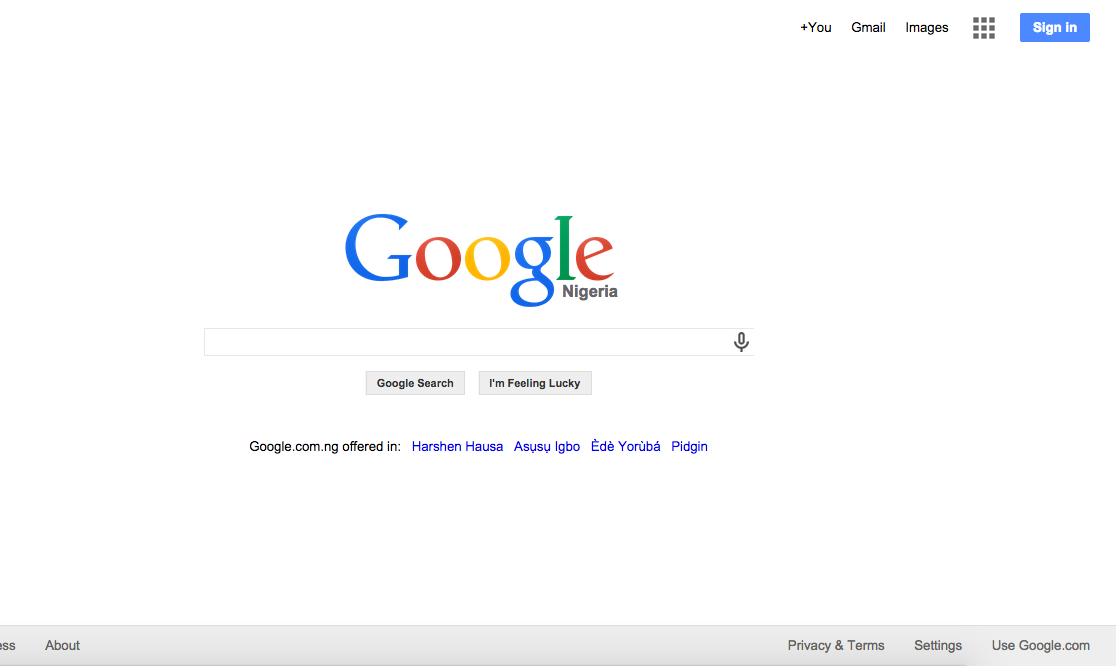 +You Gmail Images Sign in
Google
Nigeria
Google Search I'm Feeling Lucky
Google.com.ng offered in: Harshen Hausa Asụsụ Igbo Èdè Yorùbá Pidgin
ess About Privacy & Terms Settings Use Google.com